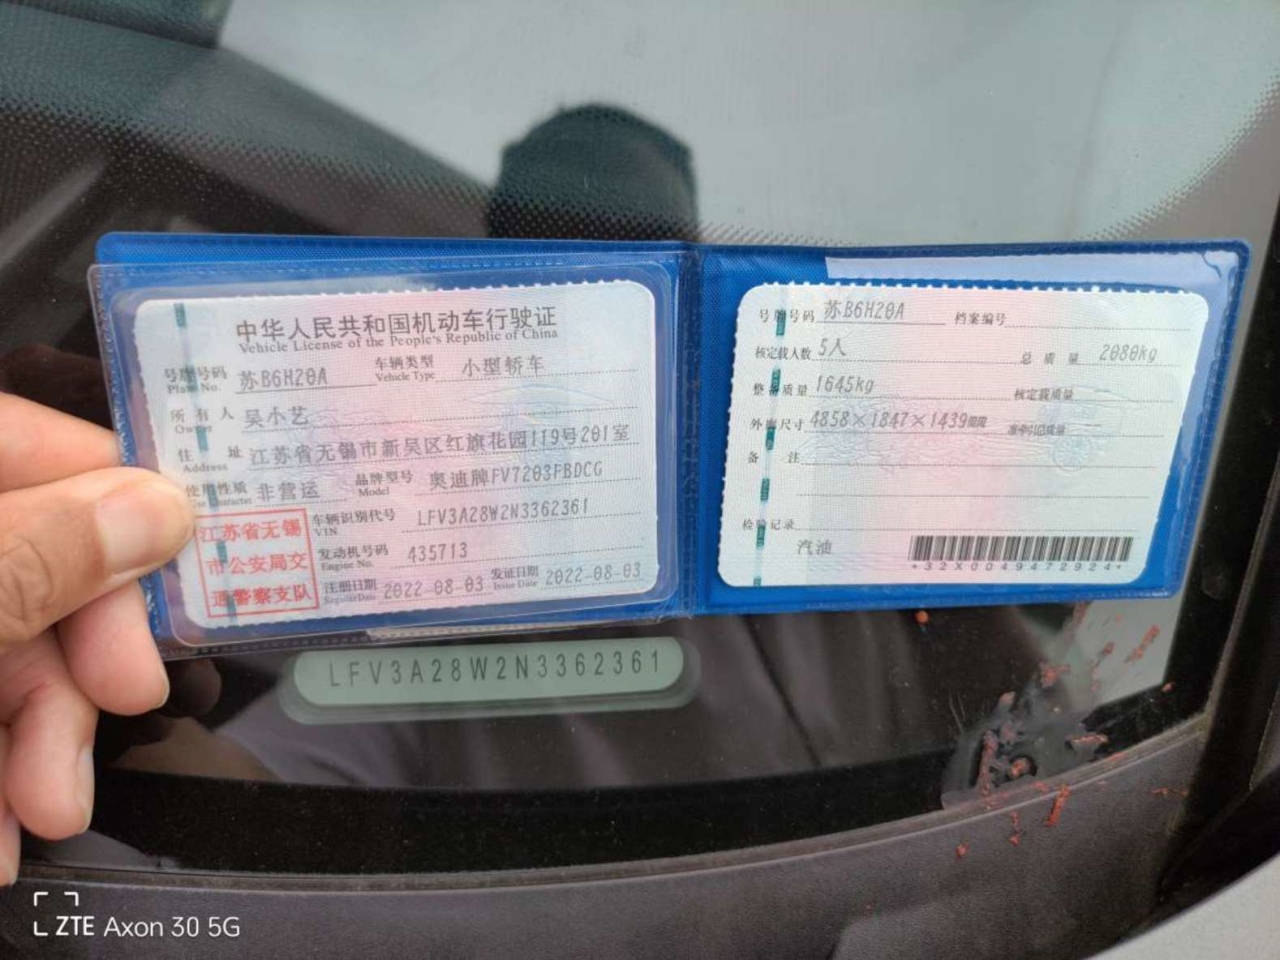 中华人民共和国机动车行驶证
Vehicle License of the People's Republic of China
号牌号码 苏B6H20A 车辆类型 小型轿车
Plate No. Vehicle Type
所有人 吴小艺
Owner
住址 江苏省无锡市新吴区红旗花园119号201室
Address
使用性质 非营运 品牌型号 奥迪牌FV7203FBDCG
Use Character Model
江苏省无锡
市公安局交
通警察支队
车辆识别代号 LFV3A28W2N3362361
VIN
发动机号码 435713
Engine No.
注册日期 2022-08-03 发证日期 2022-08-03
Register Date Issue Date
号牌号码 苏B6H20A 档案编号
核定载人数 5人 总质量 2080kg
整备质量 1645kg 核定载质量
外廓尺寸 4858×1847×1439mm 准牵引总质量
备注
检验记录
汽油
*32X0049472924*
LFV3A28W2N3362361
ZTE Axon 30 5G